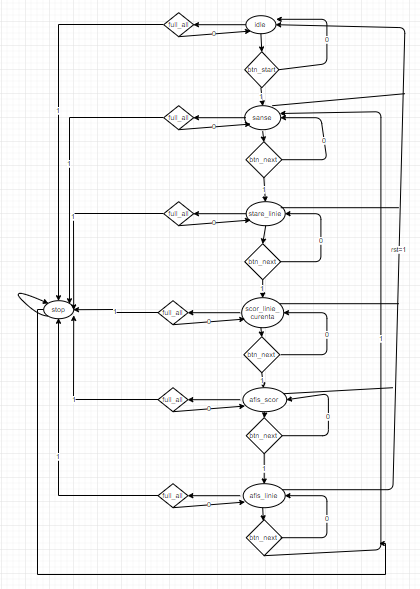 full_all
idle
0
0
btn_start
1
1
full_all
sanse
0
0
btn_next
1
1
full_all
stare_linie
1
0
0
rst=1
btn_next
1
stop
1
full_all
scor_linie_
curenta
0
0
1
btn_next
1
full_all
afis_scor
1
0
0
btn_next
1
1
full_all
afis_linie
0
0
btn_next